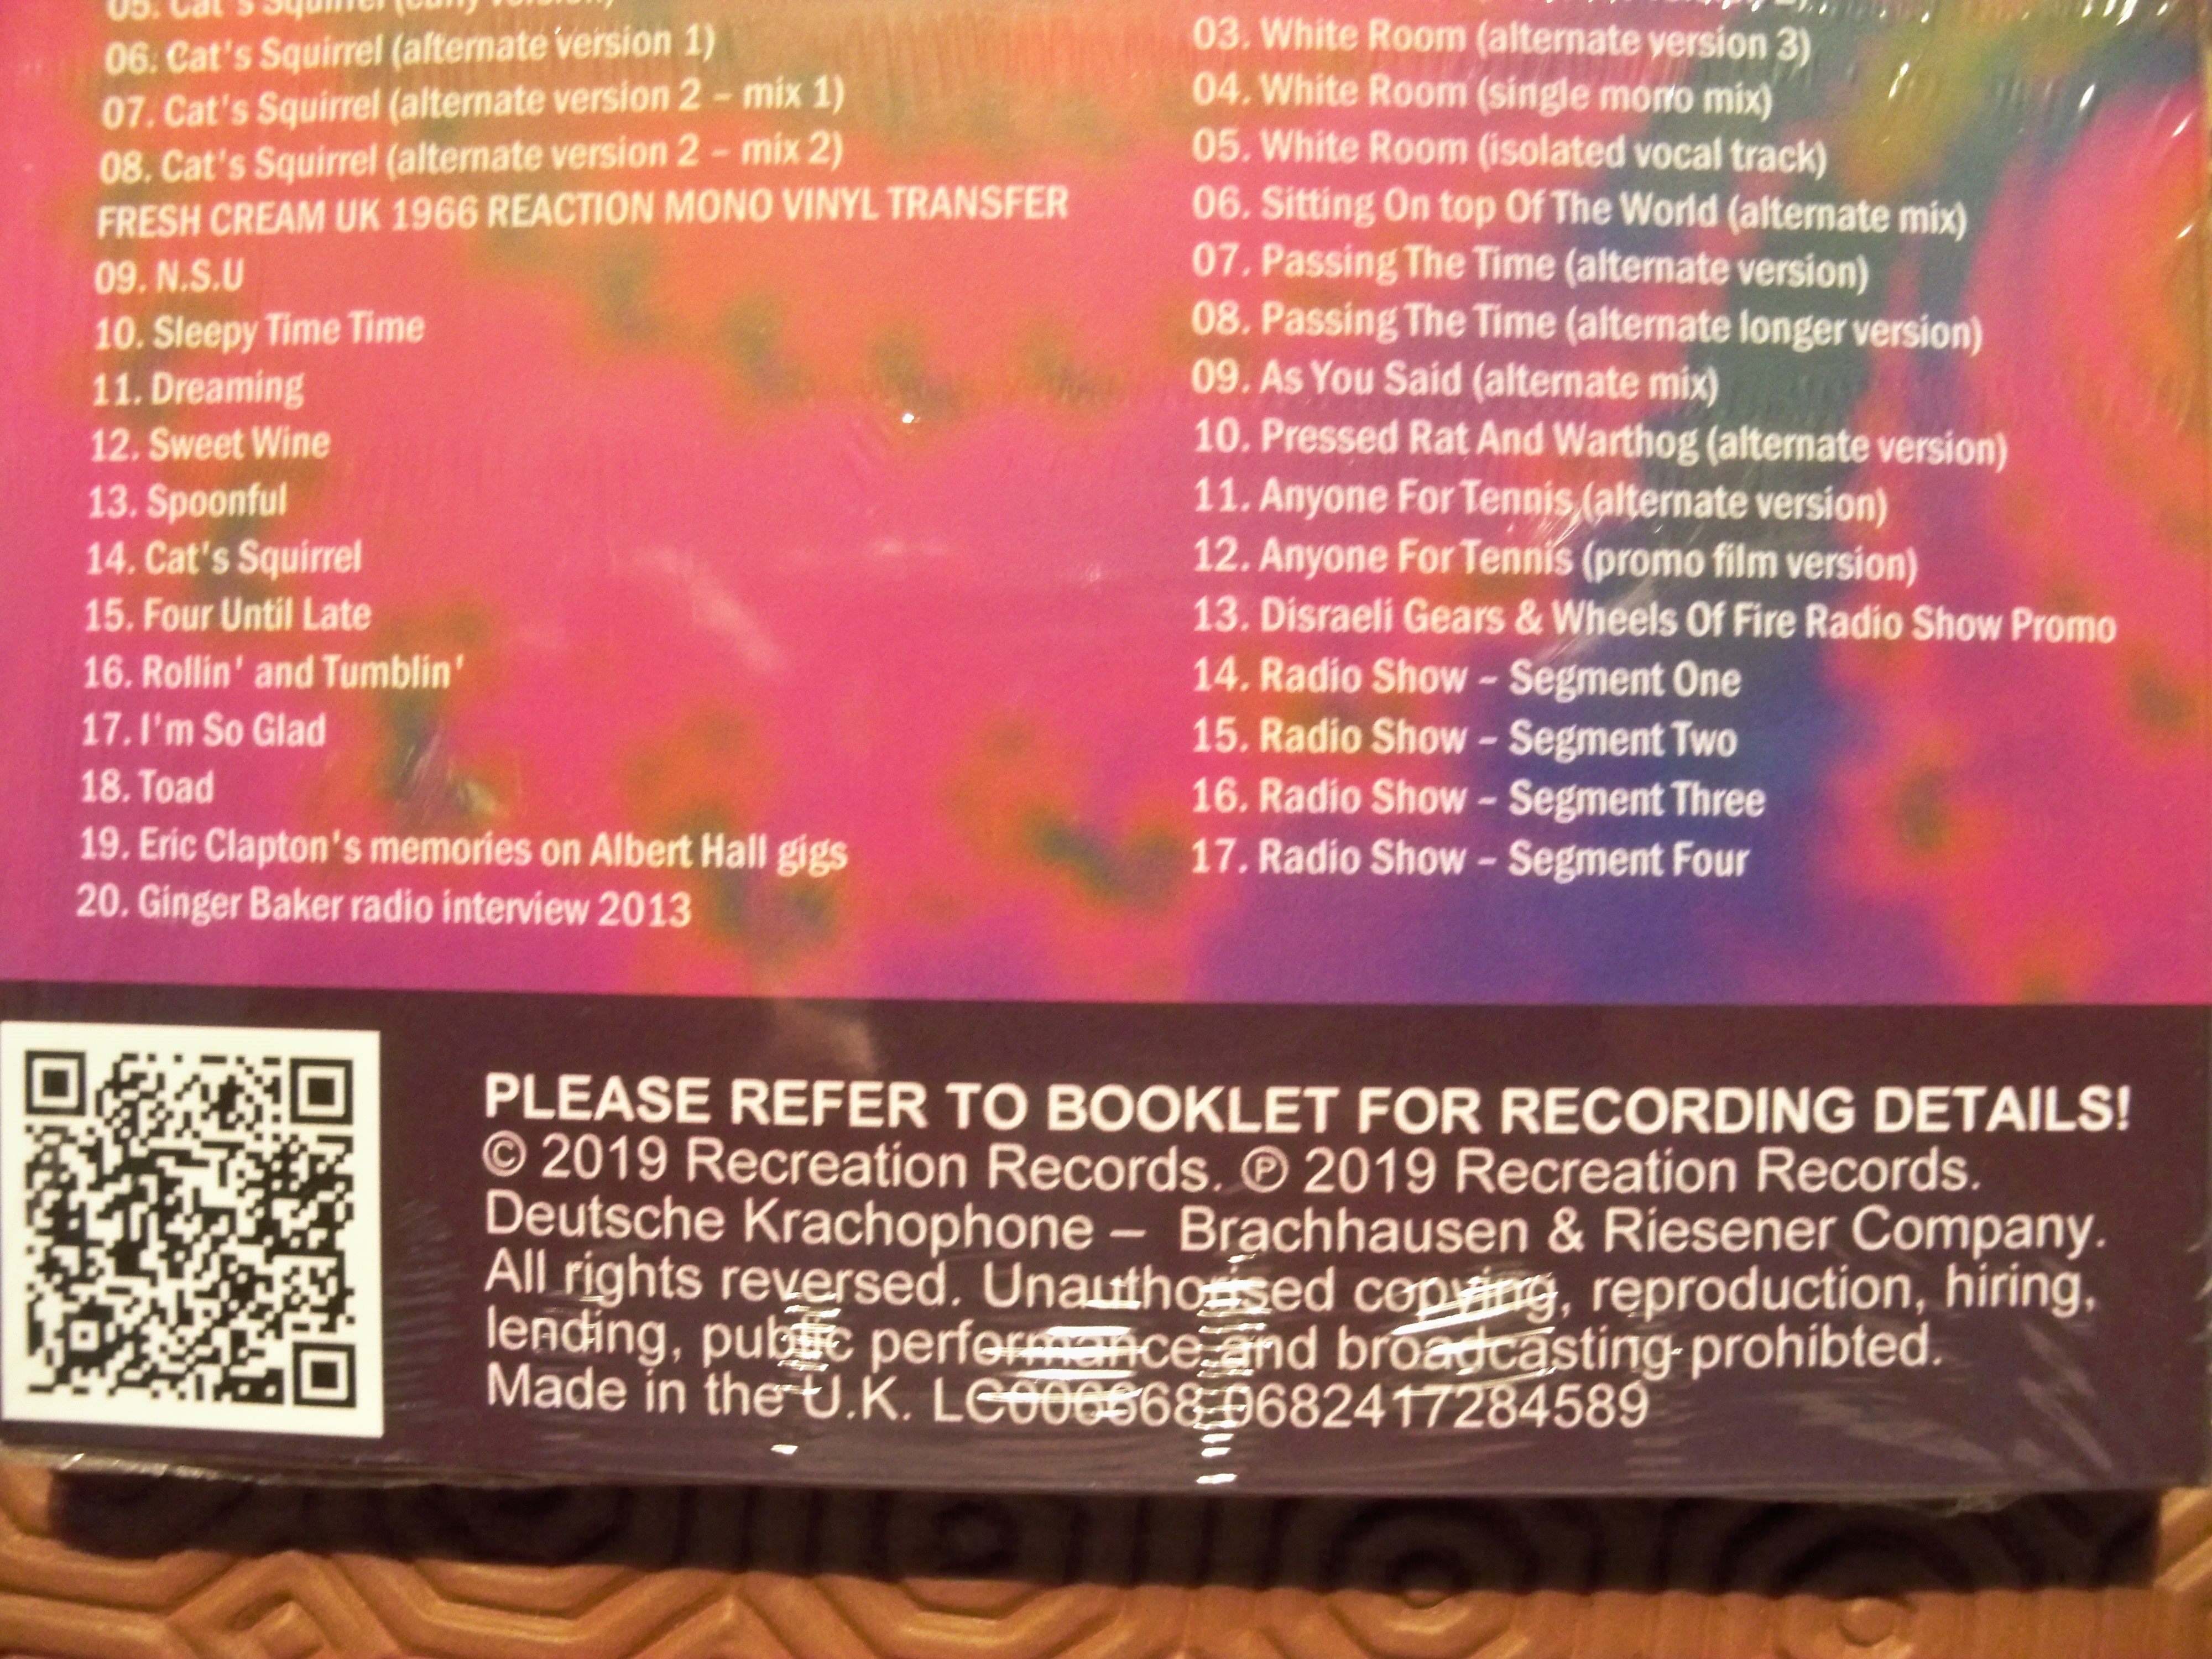 05. Cat's Squirrel (early version)
06. Cat's Squirrel (alternate version 1)
07. Cat's Squirrel (alternate version 2 – mix 1)
08. Cat's Squirrel (alternate version 2 – mix 2)
FRESH CREAM UK 1966 REACTION MONO VINYL TRANSFER
09. N.S.U
10. Sleepy Time Time
11. Dreaming
12. Sweet Wine
13. Spoonful
14. Cat's Squirrel
15. Four Until Late
16. Rollin' and Tumblin'
17. I'm So Glad
18. Toad
19. Eric Clapton's memories on Albert Hall gigs
20. Ginger Baker radio interview 2013
03. White Room (alternate version 3)
04. White Room (single mono mix)
05. White Room (isolated vocal track)
06. Sitting On top Of The World (alternate mix)
07. Passing The Time (alternate version)
08. Passing The Time (alternate longer version)
09. As You Said (alternate mix)
10. Pressed Rat And Warthog (alternate version)
11. Anyone For Tennis (alternate version)
12. Anyone For Tennis (promo film version)
13. Disraeli Gears & Wheels Of Fire Radio Show Promo
14. Radio Show – Segment One
15. Radio Show – Segment Two
16. Radio Show – Segment Three
17. Radio Show – Segment Four
PLEASE REFER TO BOOKLET FOR RECORDING DETAILS!
© 2019 Recreation Records. ℗ 2019 Recreation Records.
Deutsche Krachophone – Brachhausen & Riesener Company.
All rights reversed. Unauthorised copying, reproduction, hiring,
lending, public performance and broadcasting prohibted.
Made in the U.K. LC006668 0682417284589